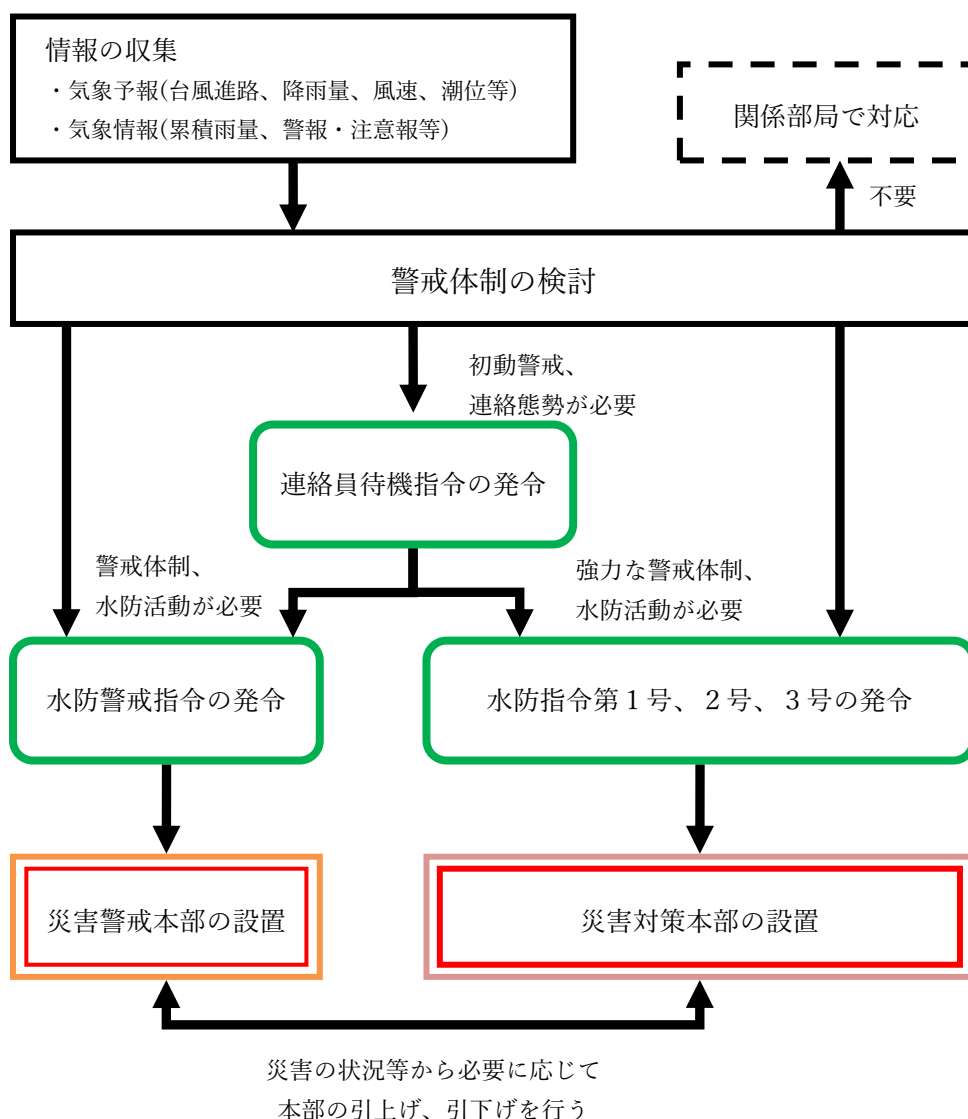 情報の収集
・気象予報(台風進路、降雨量、風速、潮位等)
・気象情報(累積雨量、警報・注意報等)
関係部局で対応
不要
警戒体制の検討
初動警戒、
連絡態勢が必要
連絡員待機指令の発令
警戒体制、
水防活動が必要
強力な警戒体制、
水防活動が必要
水防警戒指令の発令
水防指令第１号、２号、３号の発令
災害警戒本部の設置
災害対策本部の設置
災害の状況等から必要に応じて
本部の引上げ、引下げを行う